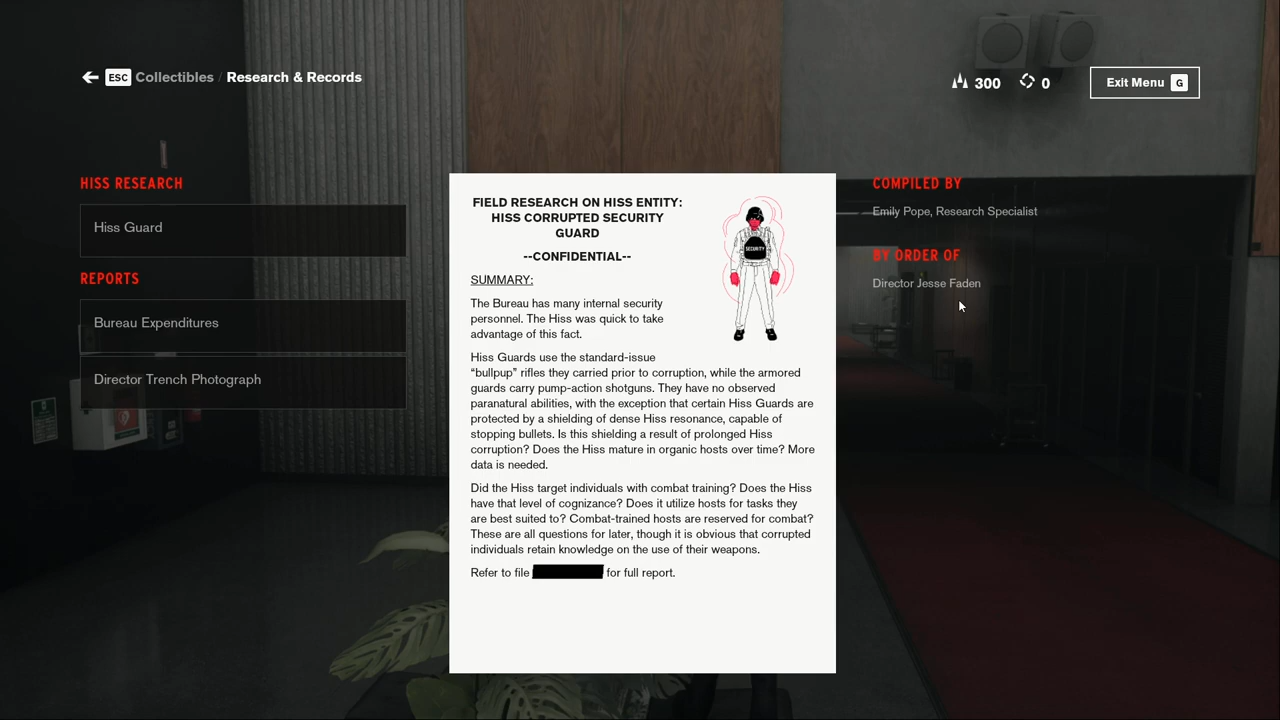 ESC Collectibles / Research & Records
300
0
Exit Menu G
HISS RESEARCH
Hiss Guard
REPORTS
Bureau Expenditures
Director Trench Photograph
FIELD RESEARCH ON HISS ENTITY:
HISS CORRUPTED SECURITY
GUARD
--CONFIDENTIAL--
SECURITY
SUMMARY:
The Bureau has many internal security
personnel. The Hiss was quick to take
advantage of this fact.
Hiss Guards use the standard-issue
“bullpup” rifles they carried prior to corruption, while the armored
guards carry pump-action shotguns. They have no observed
paranatural abilities, with the exception that certain Hiss Guards are
protected by a shielding of dense Hiss resonance, capable of
stopping bullets. Is this shielding a result of prolonged Hiss
corruption? Does the Hiss mature in organic hosts over time? More
data is needed.
Did the Hiss target individuals with combat training? Does the Hiss
have that level of cognizance? Does it utilize hosts for tasks they
are best suited to? Combat-trained hosts are reserved for combat?
These are all questions for later, though it is obvious that corrupted
individuals retain knowledge on the use of their weapons.
Refer to file for full report.
COMPILED BY
Emily Pope, Research Specialist
BY ORDER OF
Director Jesse Faden